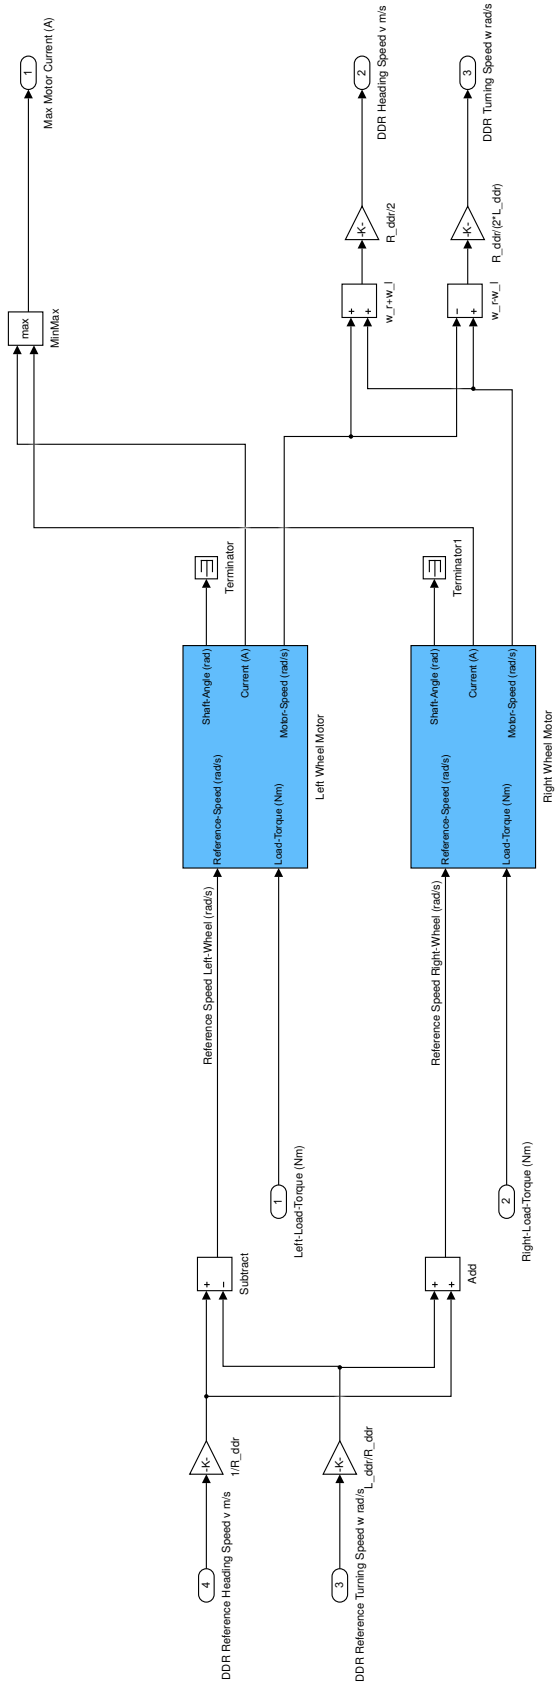 4
DDR Reference Heading Speed v m/s
-K-
1/R_ddr
3
DDR Reference Turning Speed w rad/s
-K-
L_ddr/R_ddr
+
−
Subtract
+
+
Add
1
Left-Load-Torque (Nm)
2
Right-Load-Torque (Nm)
Reference Speed Left-Wheel (rad/s)
Reference Speed Right-Wheel (rad/s)
Reference-Speed (rad/s)
Load-Torque (Nm)
Shaft-Angle (rad)
Current (A)
Motor-Speed (rad/s)
Left Wheel Motor
Reference-Speed (rad/s)
Load-Torque (Nm)
Shaft-Angle (rad)
Current (A)
Motor-Speed (rad/s)
Right Wheel Motor
Terminator
Terminator1
max
MinMax
+
+
w_r+w_l
−
+
w_r-w_l
-K-
R_ddr/2
-K-
R_ddr/(2*L_ddr)
1
Max Motor Current (A)
2
DDR Heading Speed v m/s
3
DDR Turning Speed w rad/s